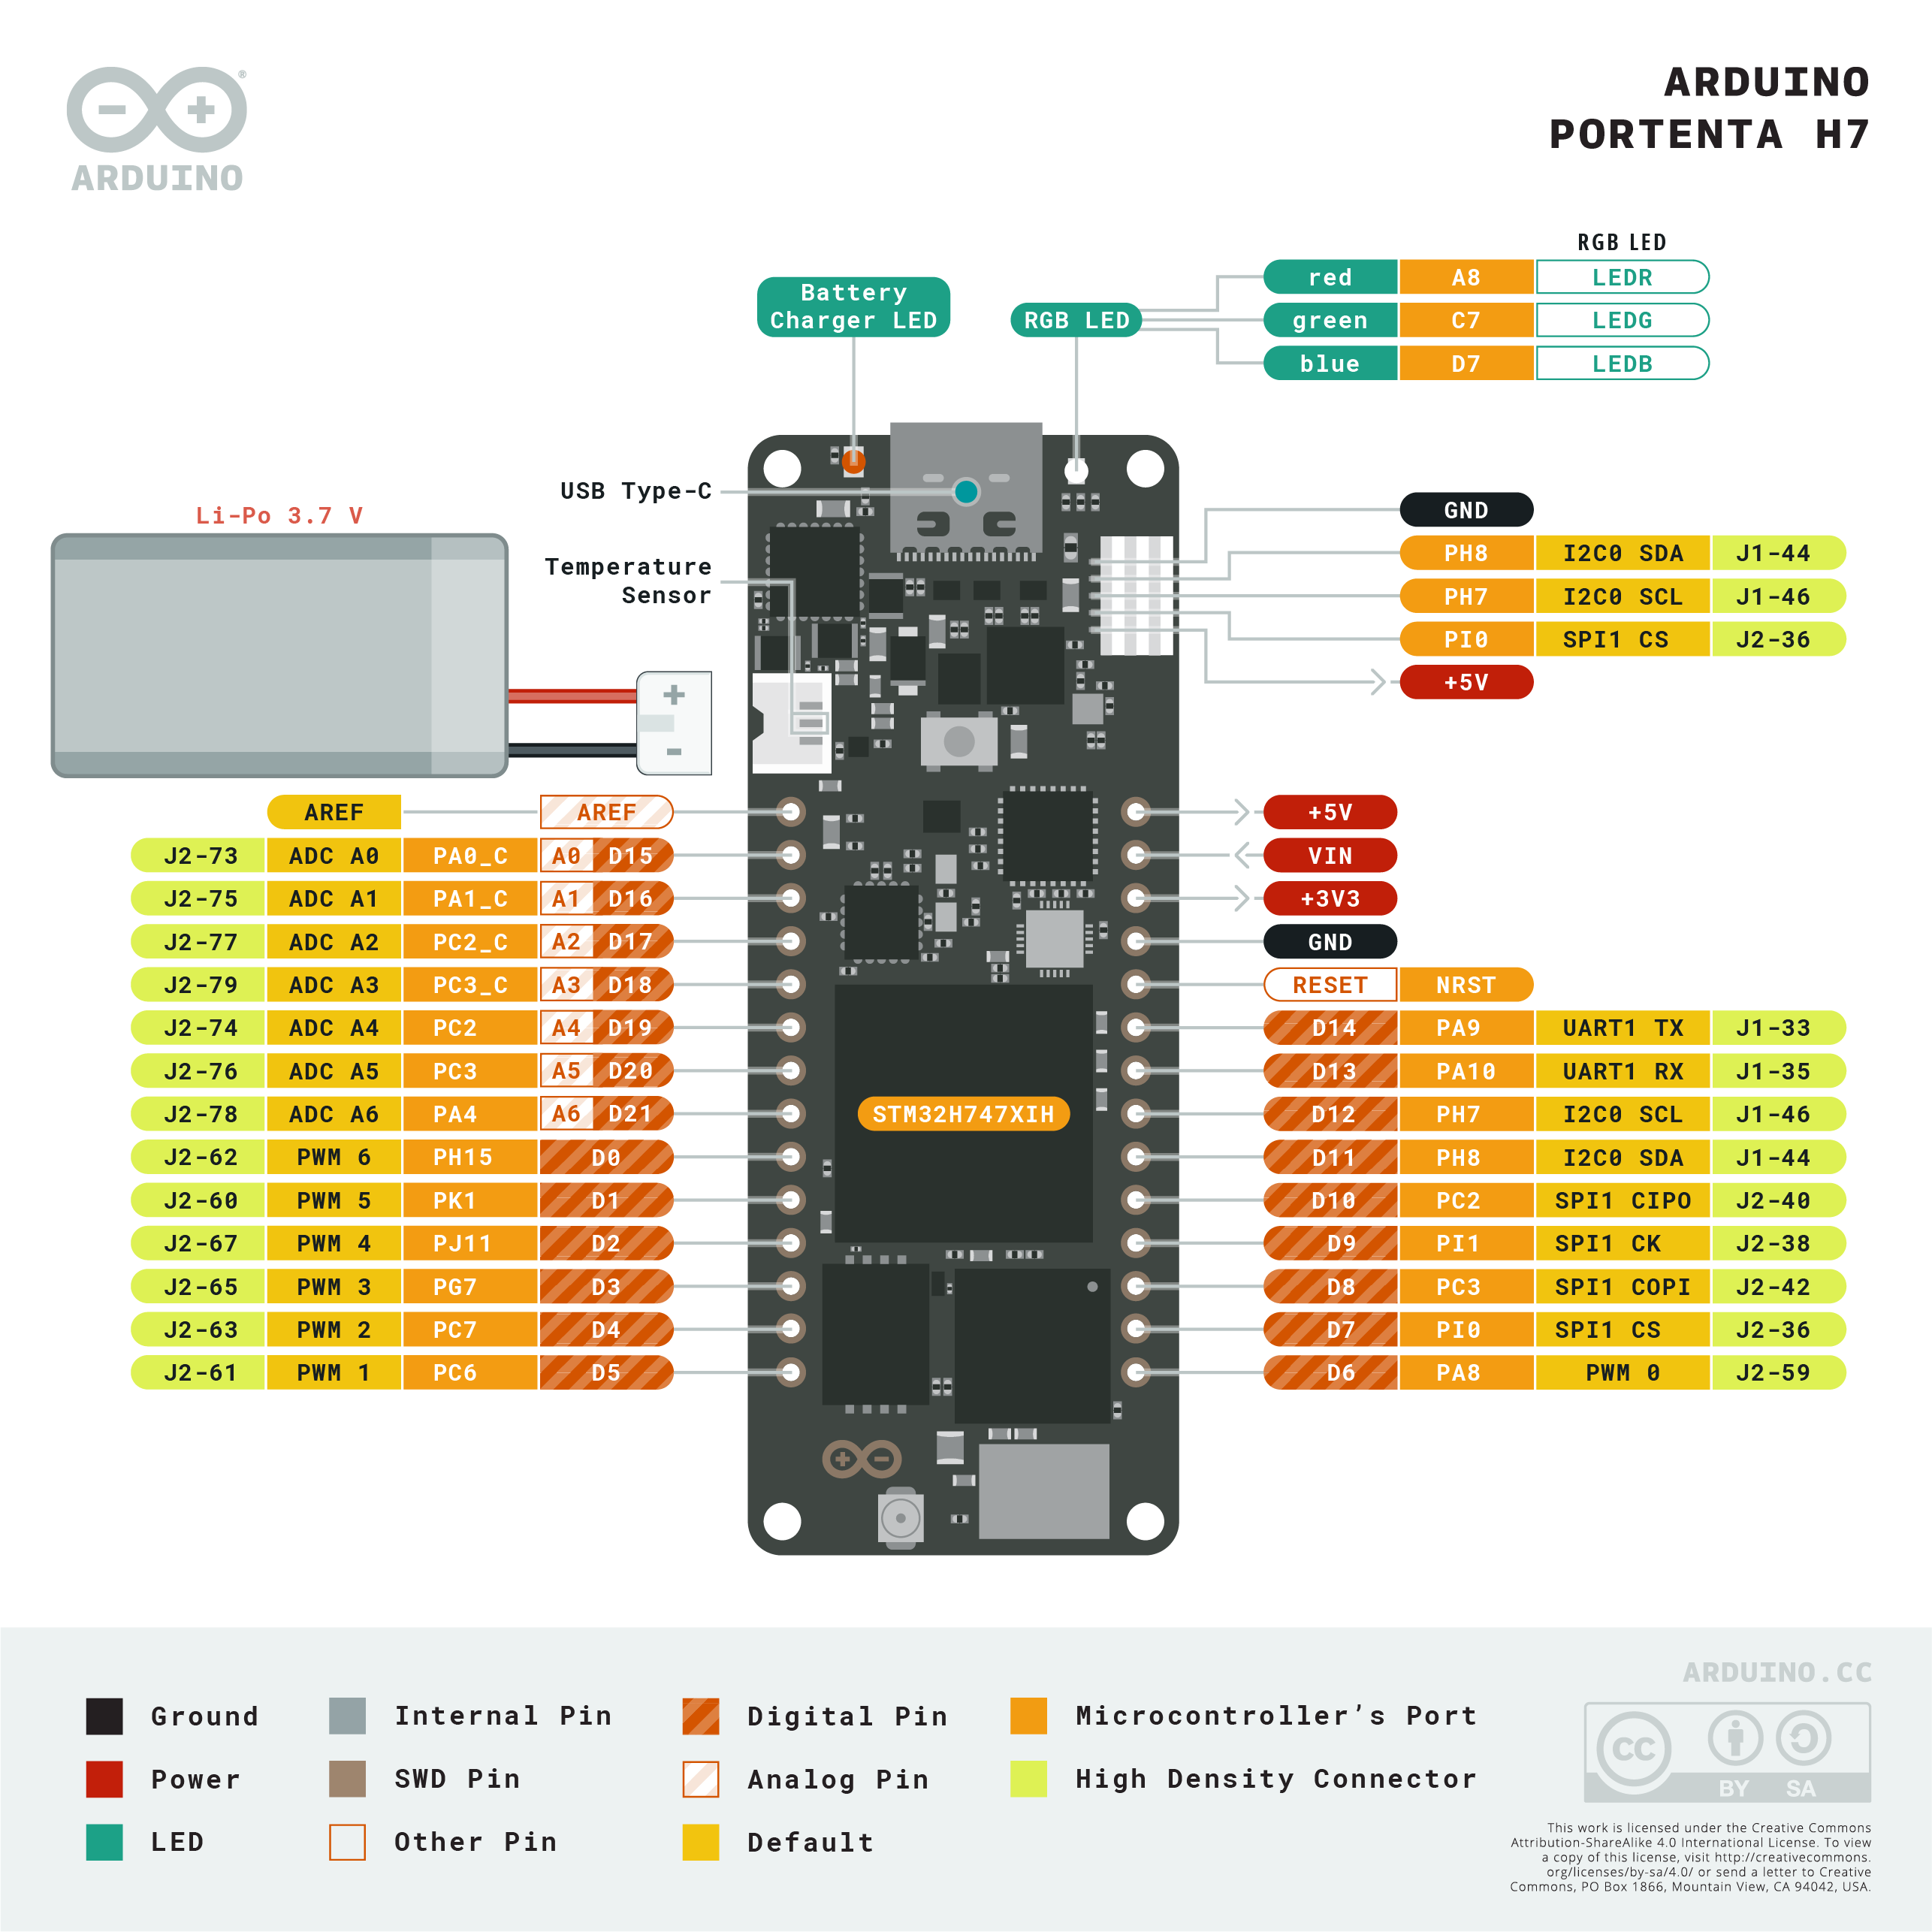 ARDUINO
PORTENTA H7
®
ARDUINO
RGB LED
red A8 LEDR
green C7 LEDG
blue D7 LEDB
Battery
Charger LED
RGB LED
USB Type-C
Temperature
Sensor
Li-Po 3.7 V
+
-
GND
PH8 I2C0 SDA J1-44
PH7 I2C0 SCL J1-46
PI0 SPI1 CS J2-36
+5V
AREF AREF
J2-73 ADC A0 PA0_C A0 D15
J2-75 ADC A1 PA1_C A1 D16
J2-77 ADC A2 PC2_C A2 D17
J2-79 ADC A3 PC3_C A3 D18
J2-74 ADC A4 PC2 A4 D19
J2-76 ADC A5 PC3 A5 D20
J2-78 ADC A6 PA4 A6 D21
J2-62 PWM 6 PH15 D0
J2-60 PWM 5 PK1 D1
J2-67 PWM 4 PJ11 D2
J2-65 PWM 3 PG7 D3
J2-63 PWM 2 PC7 D4
J2-61 PWM 1 PC6 D5
STM32H747XIH
+5V
VIN
+3V3
GND
RESET NRST
D14 PA9 UART1 TX J1-33
D13 PA10 UART1 RX J1-35
D12 PH7 I2C0 SCL J1-46
D11 PH8 I2C0 SDA J1-44
D10 PC2 SPI1 CIPO J2-40
D9 PI1 SPI1 CK J2-38
D8 PC3 SPI1 COPI J2-42
D7 PI0 SPI1 CS J2-36
D6 PA8 PWM 0 J2-59
Ground
Power
LED
Internal Pin
SWD Pin
Other Pin
Digital Pin
Analog Pin
Default
Microcontroller’s Port
High Density Connector
ARDUINO.CC
CC
BY SA
This work is licensed under the Creative Commons
Attribution-ShareAlike 4.0 International License. To view
a copy of this license, visit http://creativecommons.
org/licenses/by-sa/4.0/ or send a letter to Creative
Commons, PO Box 1866, Mountain View, CA 94042, USA.